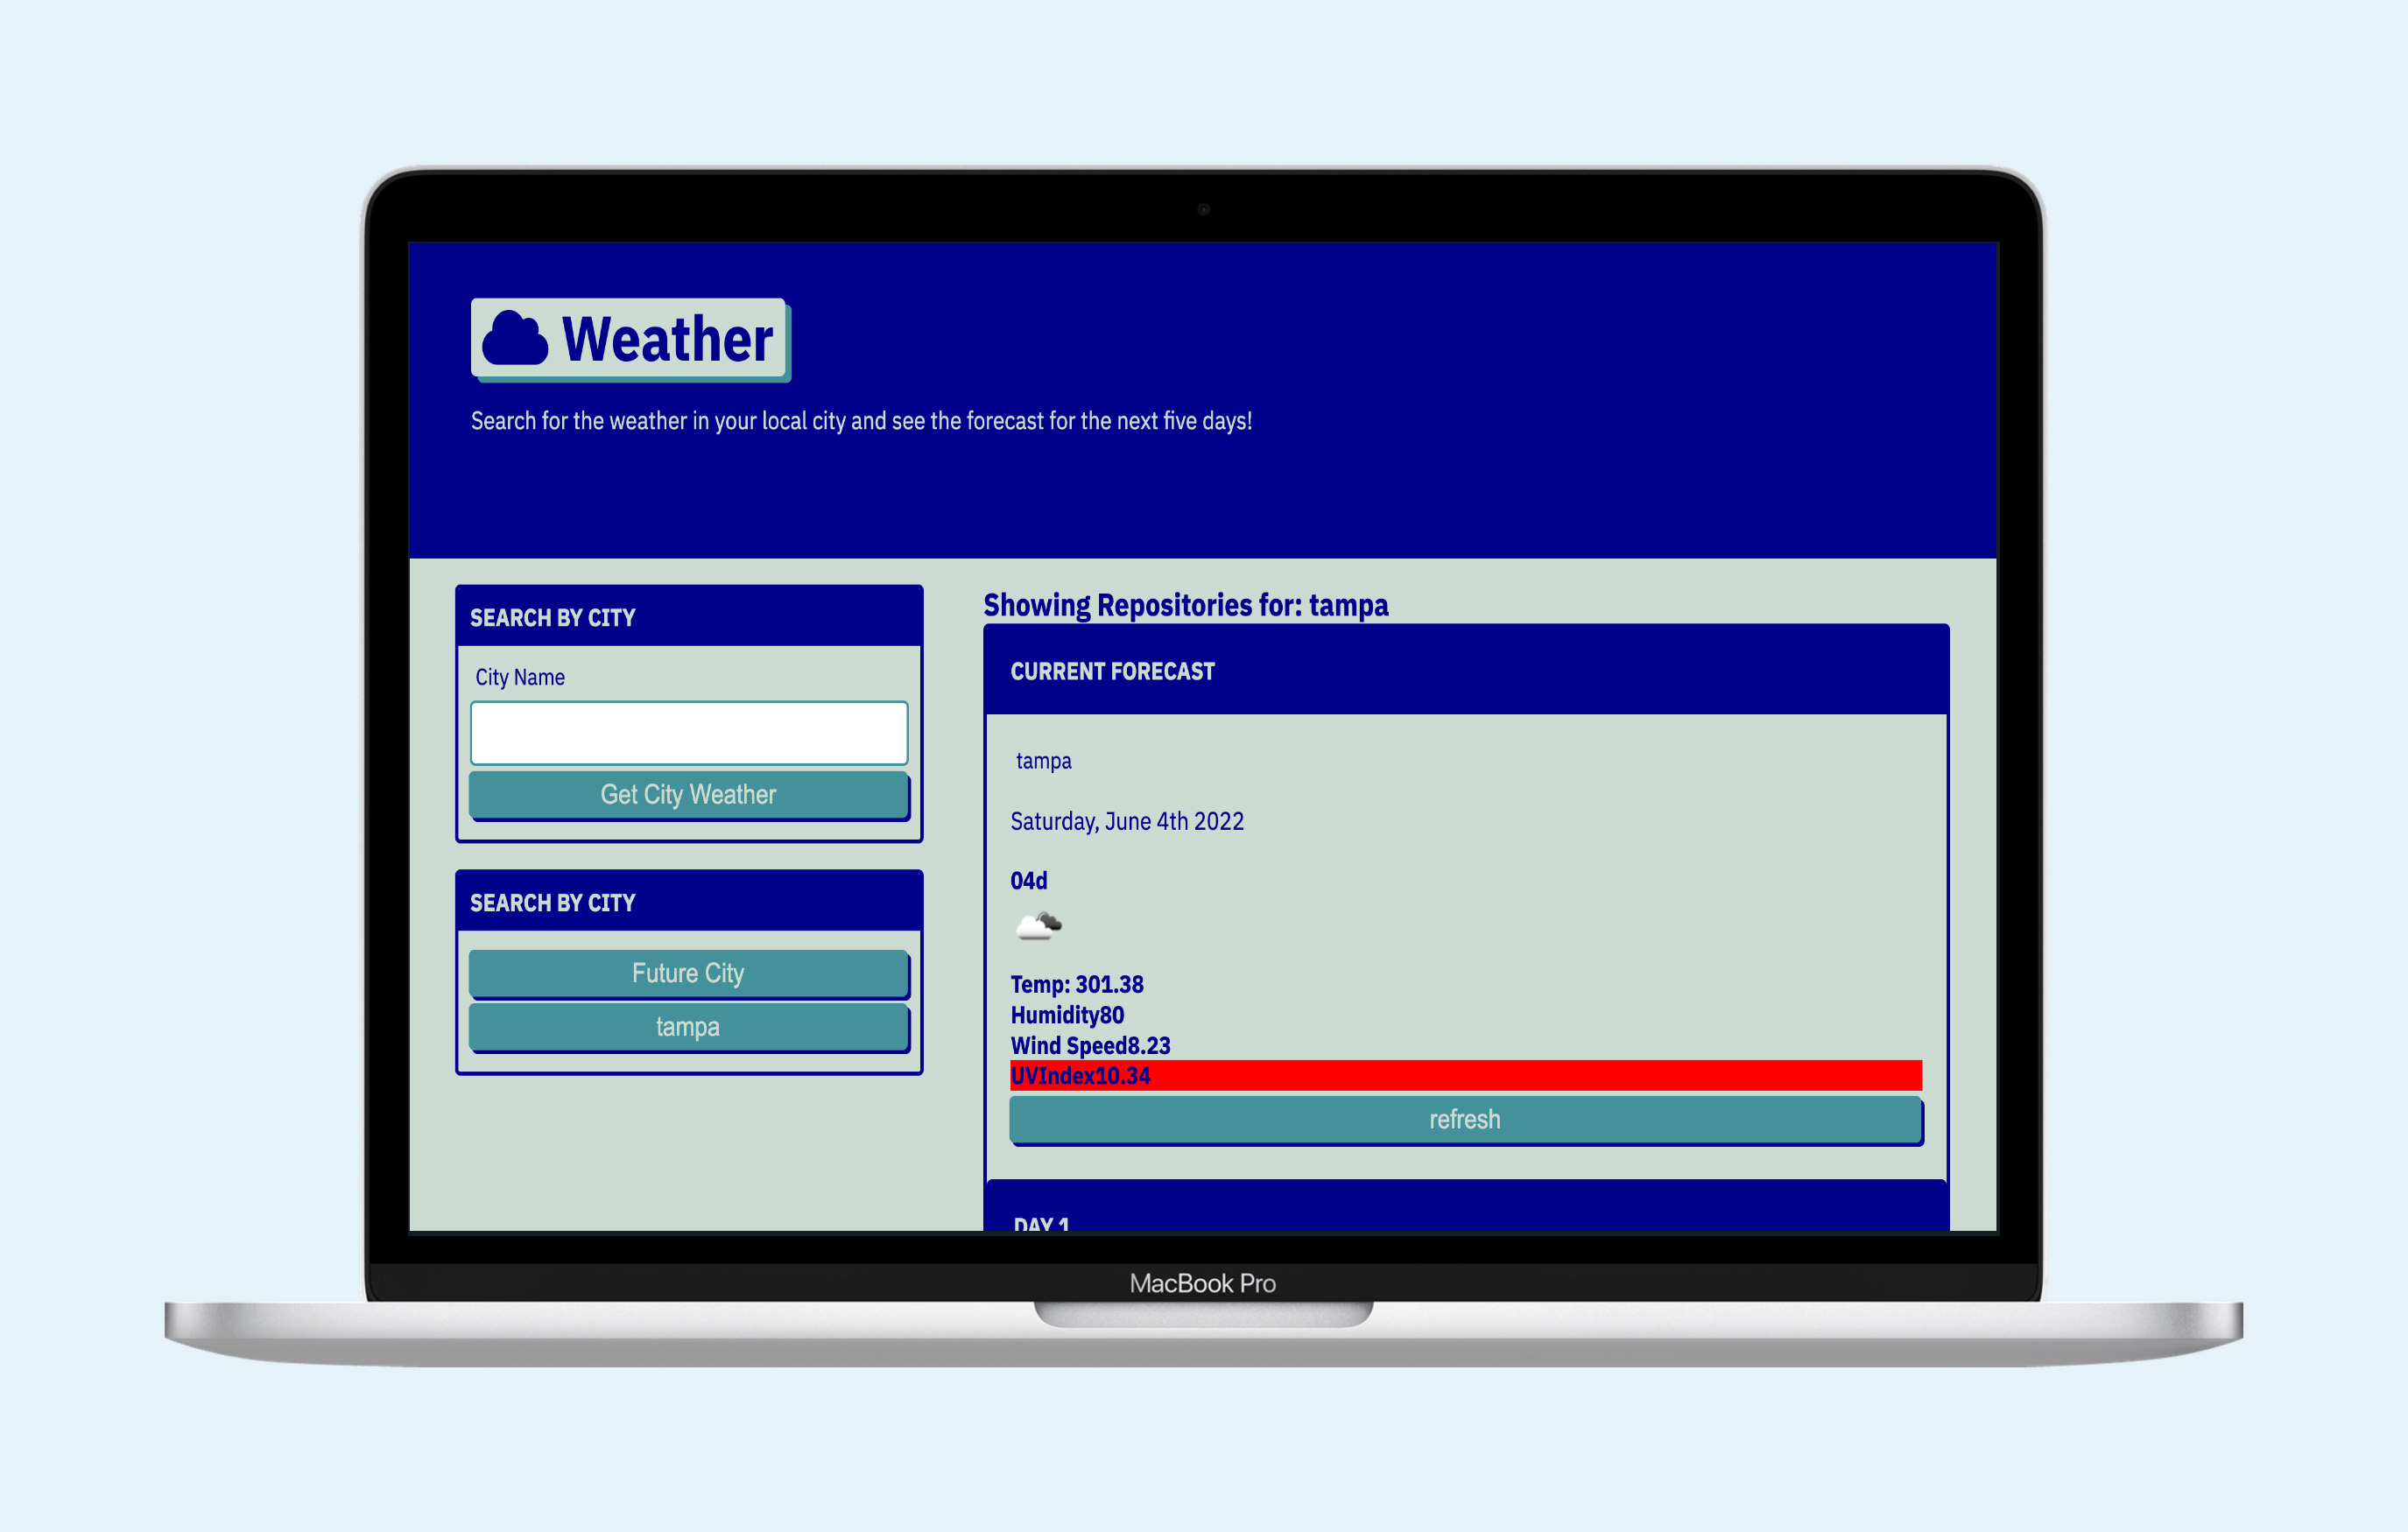 Weather
Search for the weather in your local city and see the forecast for the next five days!
SEARCH BY CITY
City Name
Get City Weather
SEARCH BY CITY
Future City
tampa
Showing Repositories for: tampa
CURRENT FORECAST
tampa
Saturday, June 4th 2022
04d
Temp: 301.38
Humidity80
Wind Speed8.23
UVIndex10.34
refresh
DAY 1
MacBook Pro